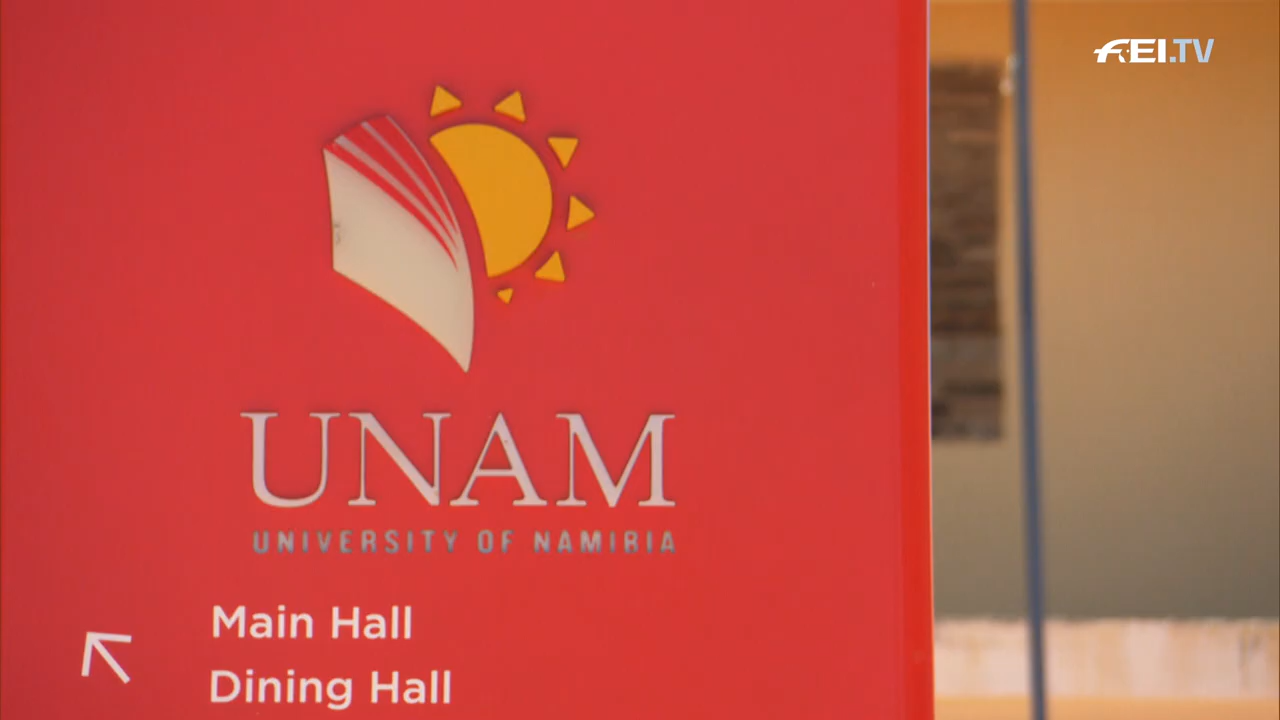 FEI.TV
UNAM
UNIVERSITY OF NAMIBIA
Main Hall
Dining Hall